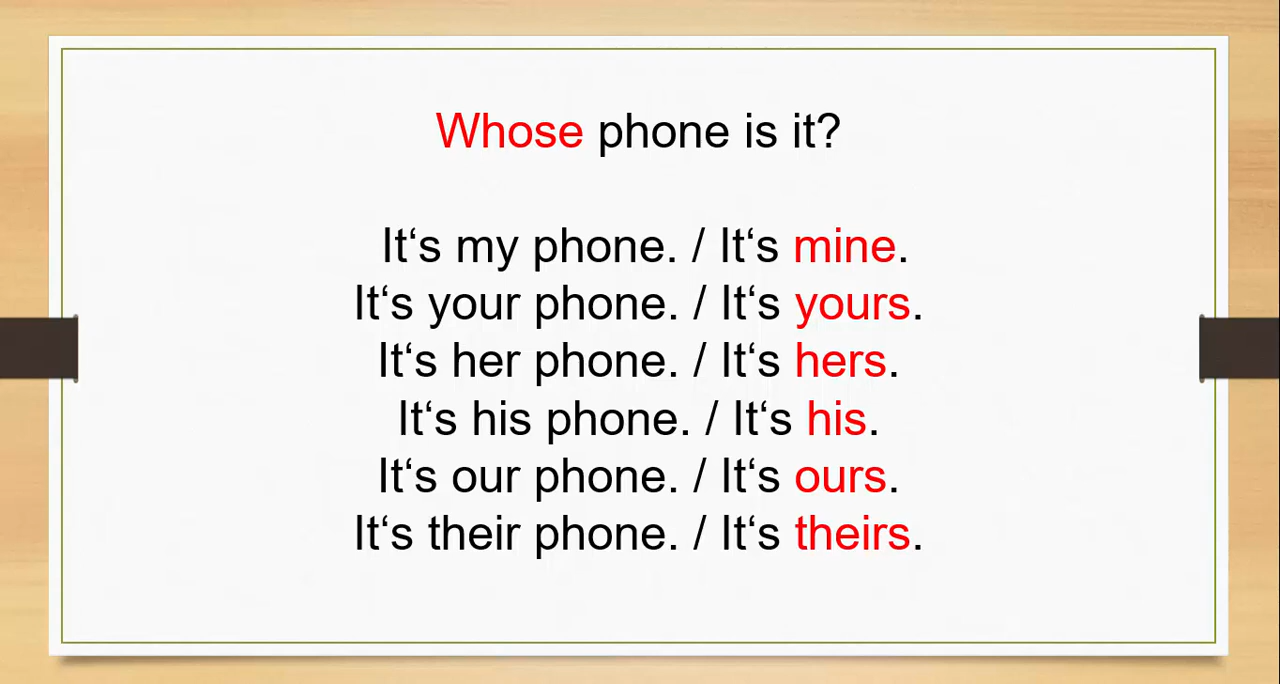 Whose phone is it?
It‘s my phone. / It‘s mine.
It‘s your phone. / It‘s yours.
It‘s her phone. / It‘s hers.
It‘s his phone. / It‘s his.
It‘s our phone. / It‘s ours.
It‘s their phone. / It‘s theirs.